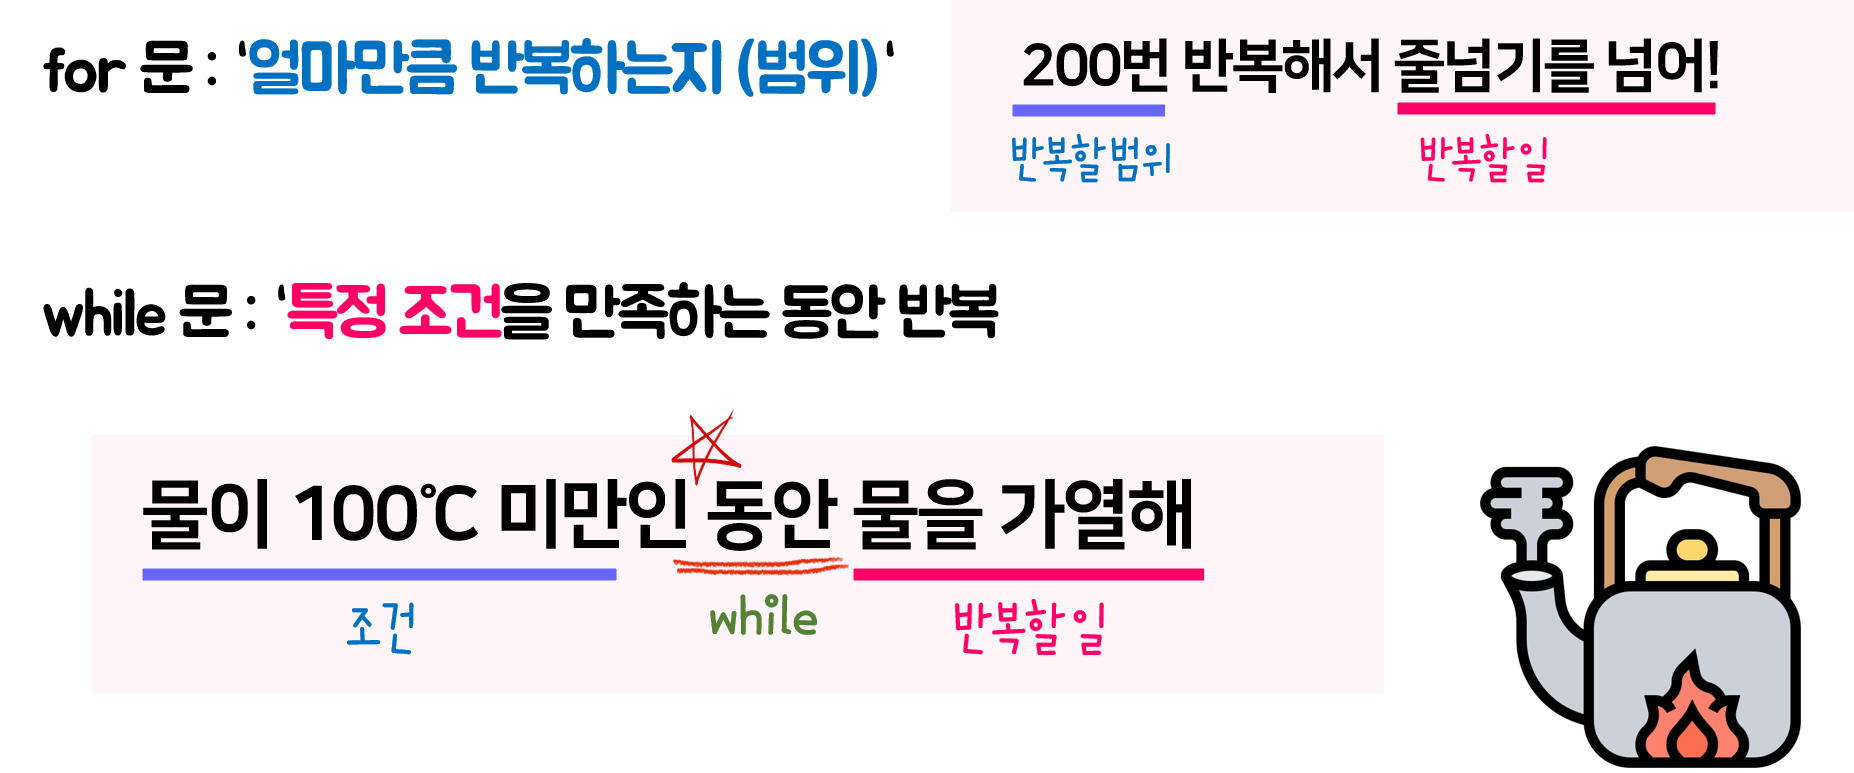 for 문 : '얼마만큼 반복하는지 (범위)'
200번 반복해서 줄넘기를 넘어!
반복할 범위
반복할 일
while 문 : '특정 조건을 만족하는 동안 반복
물이 100℃ 미만인 동안 물을 가열해
조건
while
반복할 일